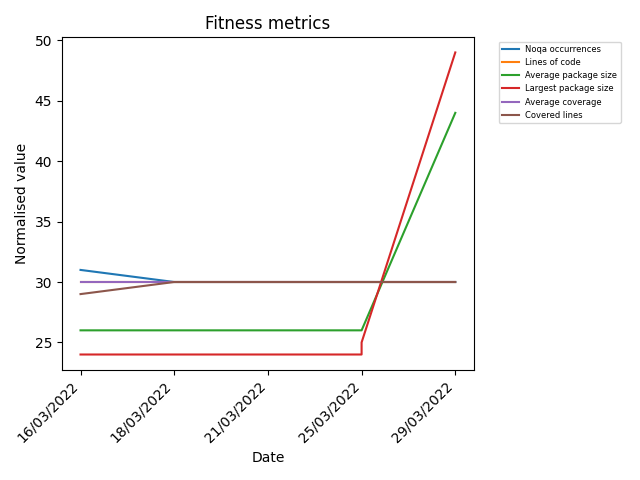 Fitness metrics
50
45
40
35
30
25
Normalised value
16/03/2022
18/03/2022
21/03/2022
25/03/2022
29/03/2022
Date
Noqa occurrences
Lines of code
Average package size
Largest package size
Average coverage
Covered lines